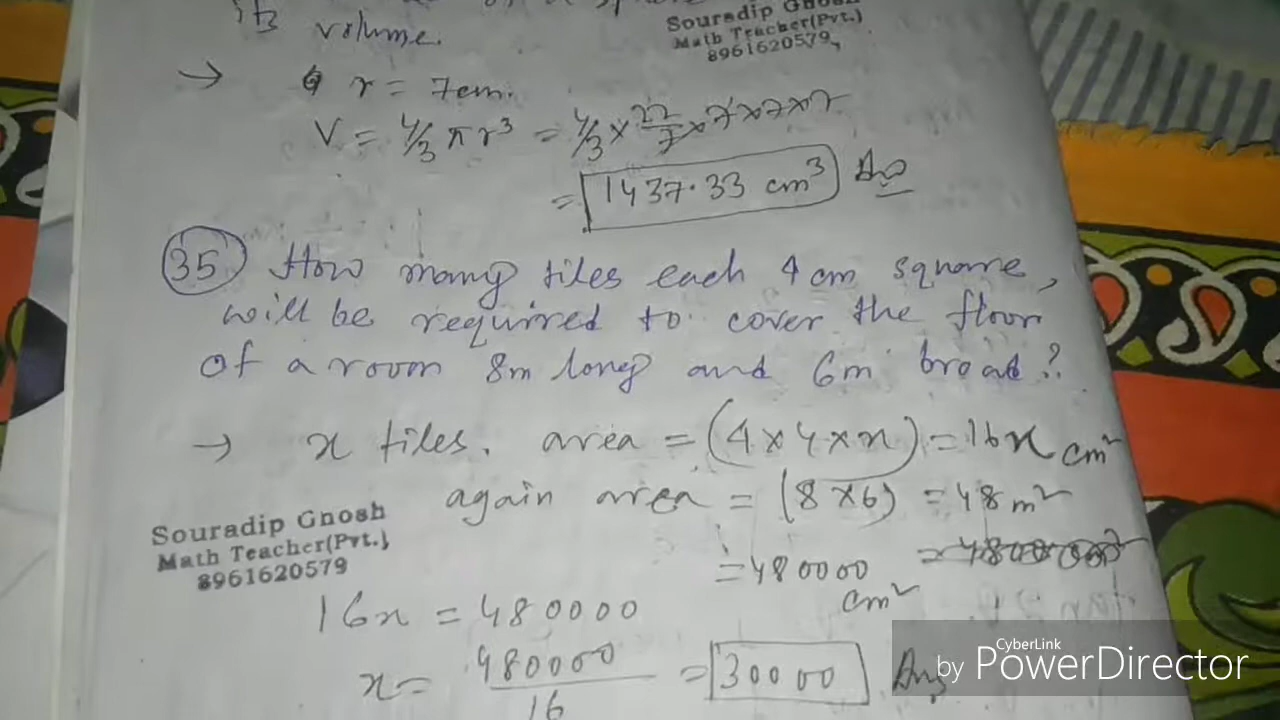 its volume.
Souradip Ghosh
Math Teacher(Pvt.)
8961620579
→ r = 7cm.
V = 4/3 π r³ = 4/3 × 22/7 × 7 × 7 × 7
= 1437.33 cm³ Ans
35 How many tiles each 4 cm square,
will be required to cover the floor
of a room 8m long and 6m broad?
→ x tiles. area = (4 × 4 × x) = 16x cm²
again area = (8 × 6) = 48 m²
= 480000 cm²
Souradip Ghosh
Math Teacher(Pvt.)
8961620579
16x = 480000
x = 480000/16 = 30000 Ans
CyberLink
by PowerDirector